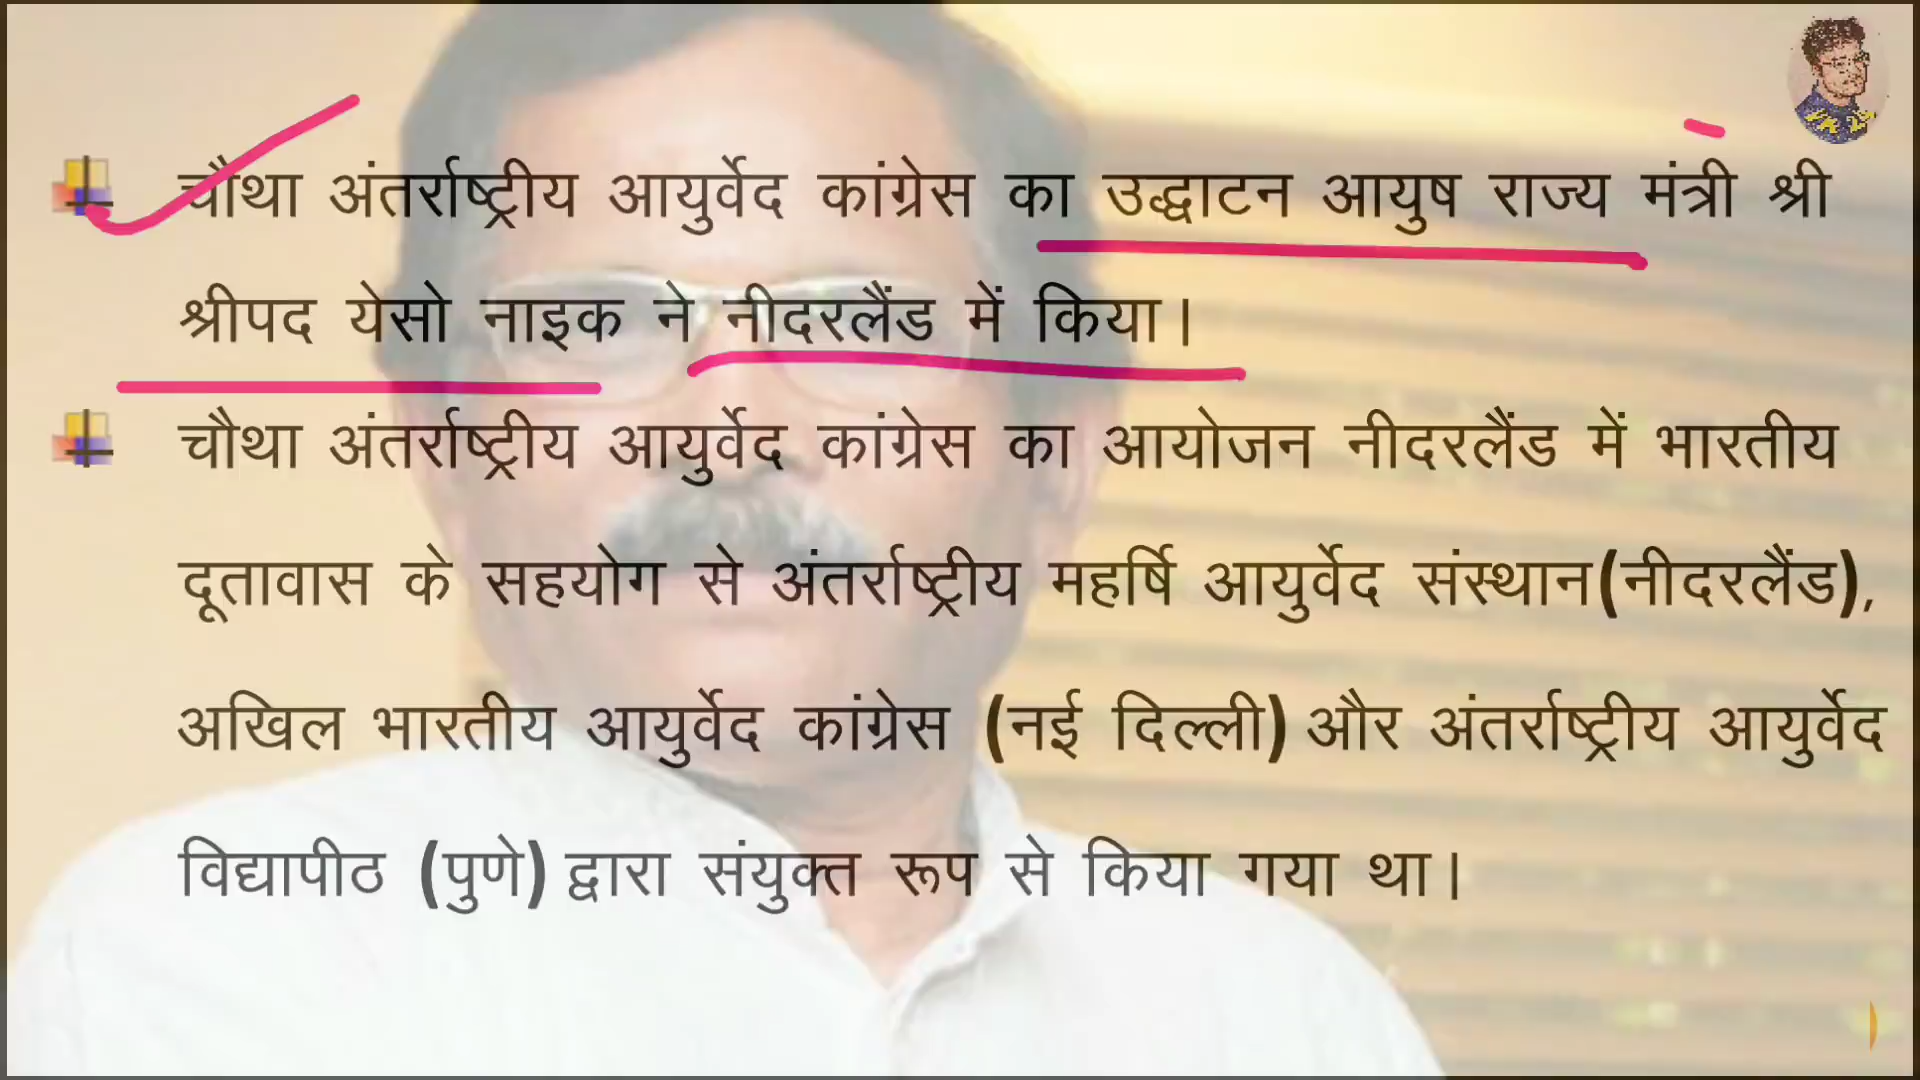 चौथा अंतर्राष्ट्रीय आयुर्वेद कांग्रेस का उद्घाटन आयुष राज्य मंत्री श्री
श्रीपद येसो नाइक ने नीदरलैंड में किया।
चौथा अंतर्राष्ट्रीय आयुर्वेद कांग्रेस का आयोजन नीदरलैंड में भारतीय
दूतावास के सहयोग से अंतर्राष्ट्रीय महर्षि आयुर्वेद संस्थान(नीदरलैंड),
अखिल भारतीय आयुर्वेद कांग्रेस (नई दिल्ली) और अंतर्राष्ट्रीय आयुर्वेद
विद्यापीठ (पुणे) द्वारा संयुक्त रूप से किया गया था।